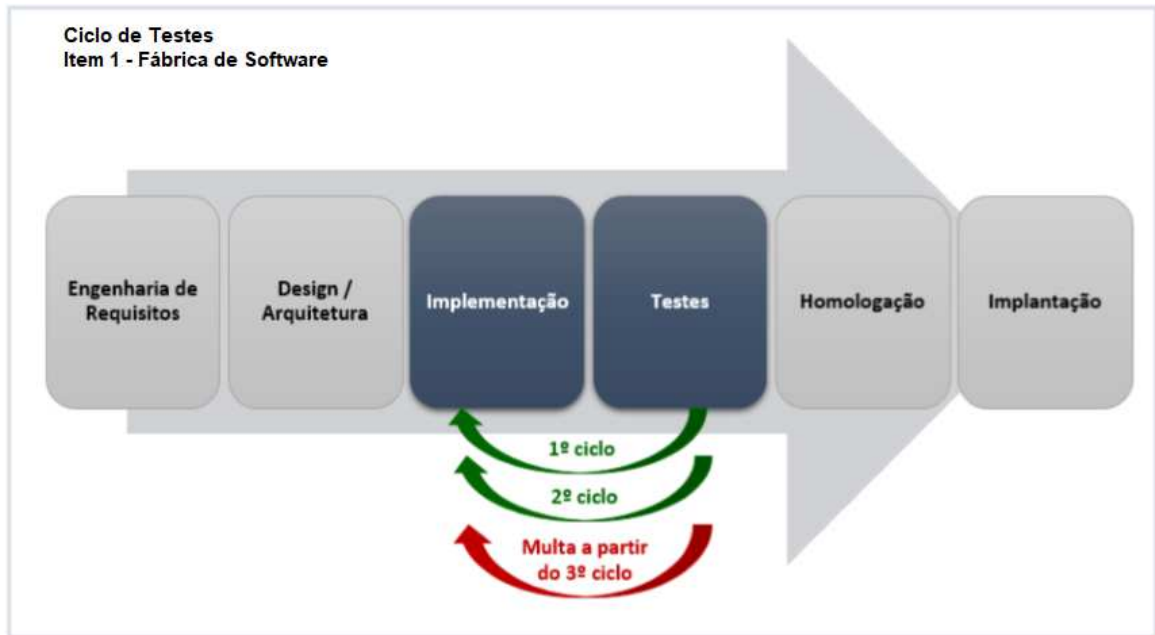 Ciclo de Testes
Item 1 - Fábrica de Software
Engenharia de
Requisitos
Design /
Arquitetura
Implementação
Testes
Homologação
Implantação
1º ciclo
2º ciclo
Multa a partir
do 3º ciclo